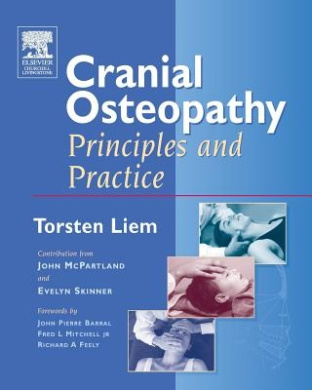 ELSEVIER
CHURCHILL
LIVINGSTONE
Cranial
Osteopathy
Principles and
Practice
Torsten Liem
Contribution from
JOHN MCPARTLAND
and
EVELYN SKINNER
Forewords by
JOHN PIERRE BARRAL
FRED L MITCHELL JR
RICHARD A FEELY